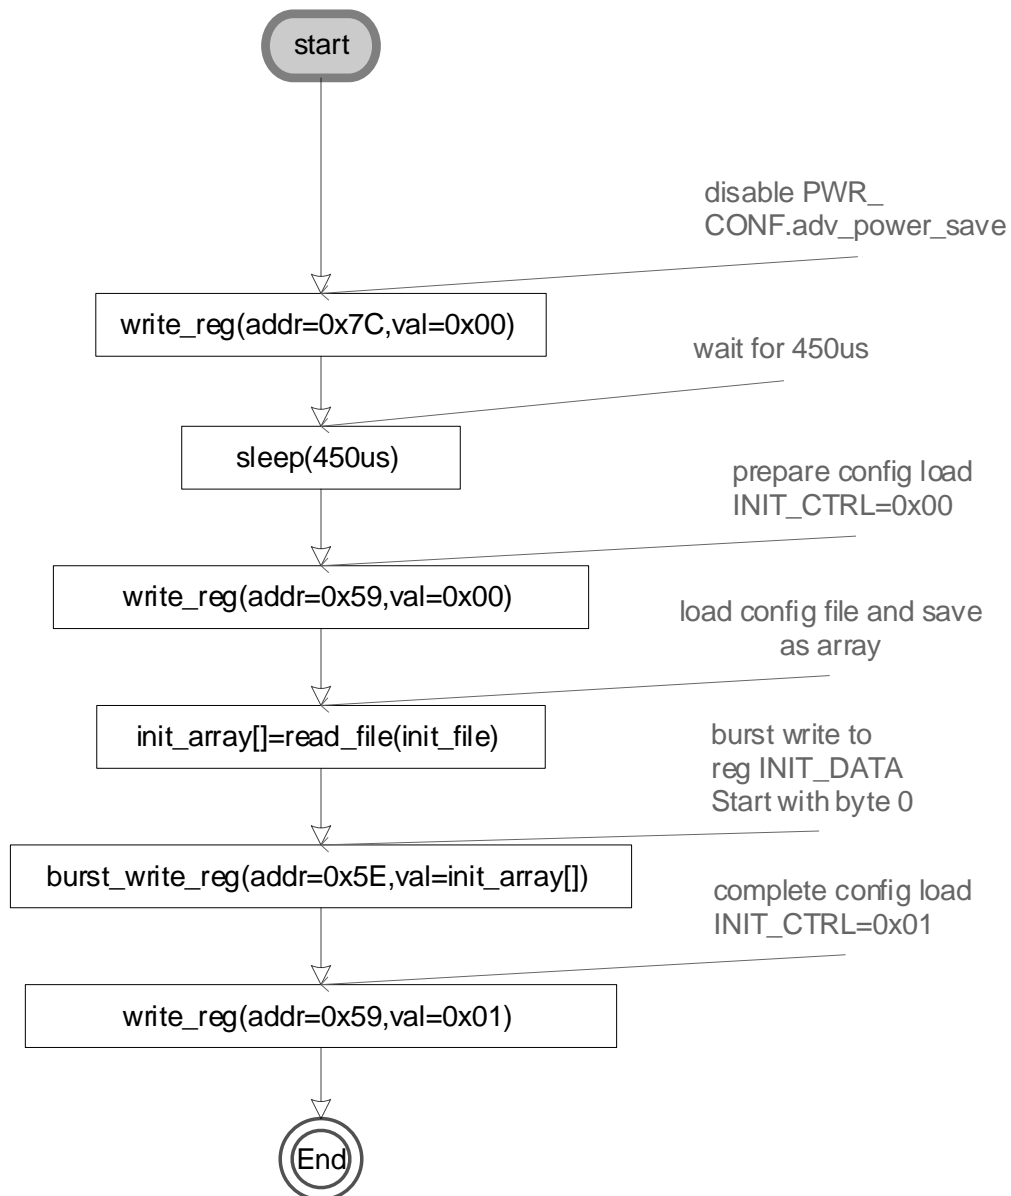 start
disable PWR_
CONF.adv_power_save
write_reg(addr=0x7C,val=0x00)
wait for 450us
sleep(450us)
prepare config load
INIT_CTRL=0x00
write_reg(addr=0x59,val=0x00)
load config file and save
as array
init_array[]=read_file(init_file)
burst write to
reg INIT_DATA
Start with byte 0
burst_write_reg(addr=0x5E,val=init_array[])
complete config load
INIT_CTRL=0x01
write_reg(addr=0x59,val=0x01)
End